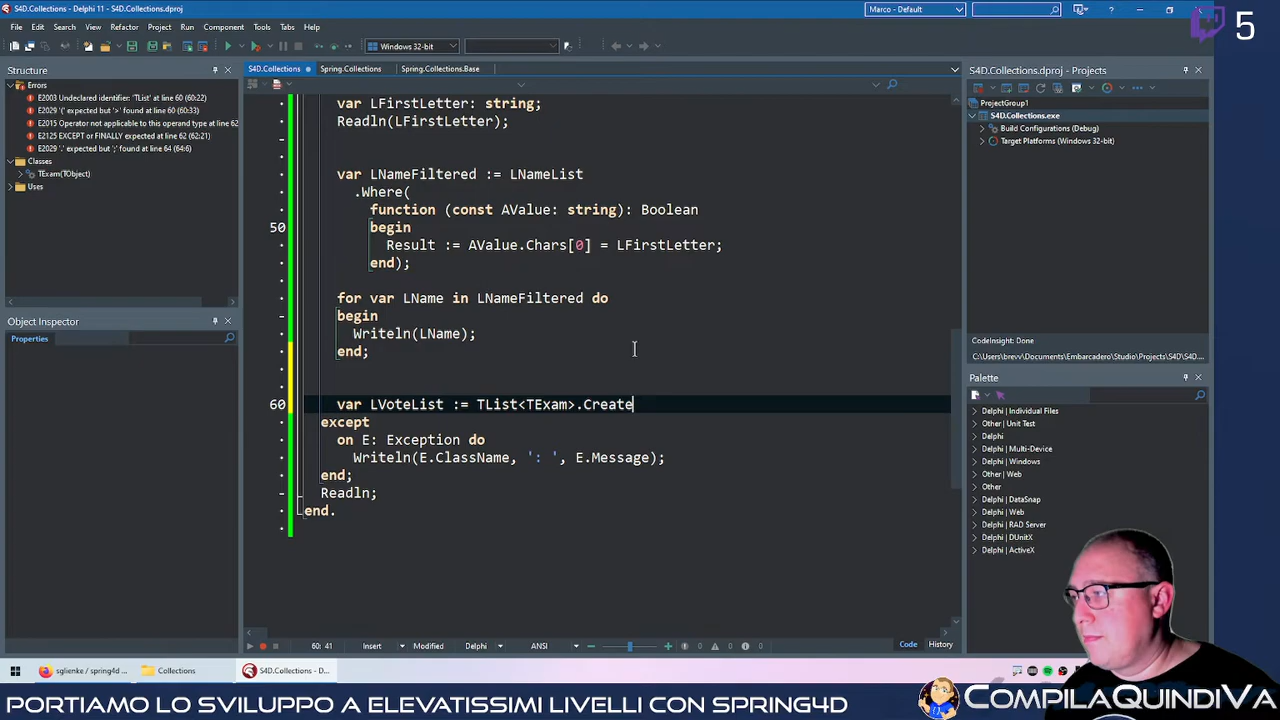 S4D.Collections - Delphi 11 - S4D.Collections.dproj
Marco - Default
5
File Edit Search View Refactor Project Run Component Tools Tabs Help
Windows 32-bit
Structure
Errors
E2003 Undeclared identifier: 'TList' at line 60 (60:22)
E2029 '(' expected but '>' found at line 60 (60:33)
E2015 Operator not applicable to this operand type at line 62
E2125 EXCEPT or FINALLY expected at line 62 (62:21)
E2029 '.' expected but ';' found at line 64 (64:6)
Classes
TExam(TObject)
Uses
Object Inspector
Properties
S4D.Collections Spring.Collections Spring.Collections.Base
var LFirstLetter: string;
Readln(LFirstLetter);
var LNameFiltered := LNameList
.Where(
function (const AValue: string): Boolean
50 begin
Result := AValue.Chars[0] = LFirstLetter;
end);
for var LName in LNameFiltered do
begin
Writeln(LName);
end;
60 var LVoteList := TList<TExam>.Create
except
on E: Exception do
Writeln(E.ClassName, ': ', E.Message);
end;
Readln;
end.
60: 41 Insert Modified Delphi ANSI 0 0 0 Code History
S4D.Collections.dproj - Projects
ProjectGroup1
S4D.Collections.exe
Build Configurations (Debug)
Target Platforms (Windows 32-bit)
CodeInsight: Done
C:\Users\brevv\Documents\Embarcadero\Studio\Projects\S4D\S4D.
Palette
Delphi | Individual Files
Other | Unit Test
Delphi
Delphi | Multi-Device
Delphi | Windows
Other | Web
Other
Delphi | DataSnap
Delphi | Web
Delphi | RAD Server
Delphi | DUnitX
Delphi | ActiveX
sglienke / spring4d ... Collections S4D.Collections - D...
PORTIAMO LO SVILUPPO A ELEVATISSIMI LIVELLI CON SPRING4D
COMPILAQUINDIVA